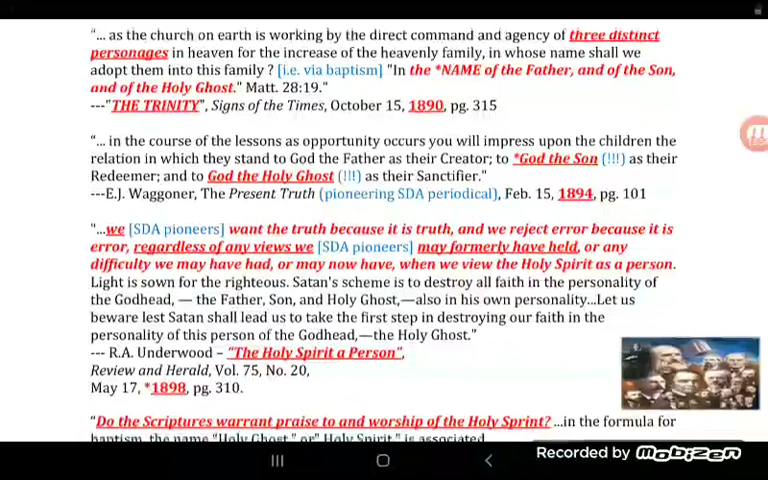 “... as the church on earth is working by the direct command and agency of three distinct
personages in heaven for the increase of the heavenly family, in whose name shall we
adopt them into this family ? [i.e. via baptism] "In the *NAME of the Father, and of the Son,
and of the Holy Ghost." Matt. 28:19."
---"THE TRINITY", Signs of the Times, October 15, 1890, pg. 315
“... in the course of the lessons as opportunity occurs you will impress upon the children the
relation in which they stand to God the Father as their Creator; to *God the Son (!!!) as their
Redeemer; and to God the Holy Ghost (!!!) as their Sanctifier."
---E.J. Waggoner, The Present Truth (pioneering SDA periodical), Feb. 15, 1894, pg. 101
"...we [SDA pioneers] want the truth because it is truth, and we reject error because it is
error, regardless of any views we [SDA pioneers] may formerly have held, or any
difficulty we may have had, or may now have, when we view the Holy Spirit as a person.
Light is sown for the righteous. Satan's scheme is to destroy all faith in the personality of
the Godhead, — the Father, Son, and Holy Ghost,—also in his own personality...Let us
beware lest Satan shall lead us to take the first step in destroying our faith in the
personality of this person of the Godhead,—the Holy Ghost."
--- R.A. Underwood – "The Holy Spirit a Person",
Review and Herald, Vol. 75, No. 20,
May 17, *1898, pg. 310.
“Do the Scriptures warrant praise to and worship of the Holy Sprint? ...in the formula for
baptism, the name "Holy Ghost," or" Holy Spirit," is associated
Recorded by Mobizen